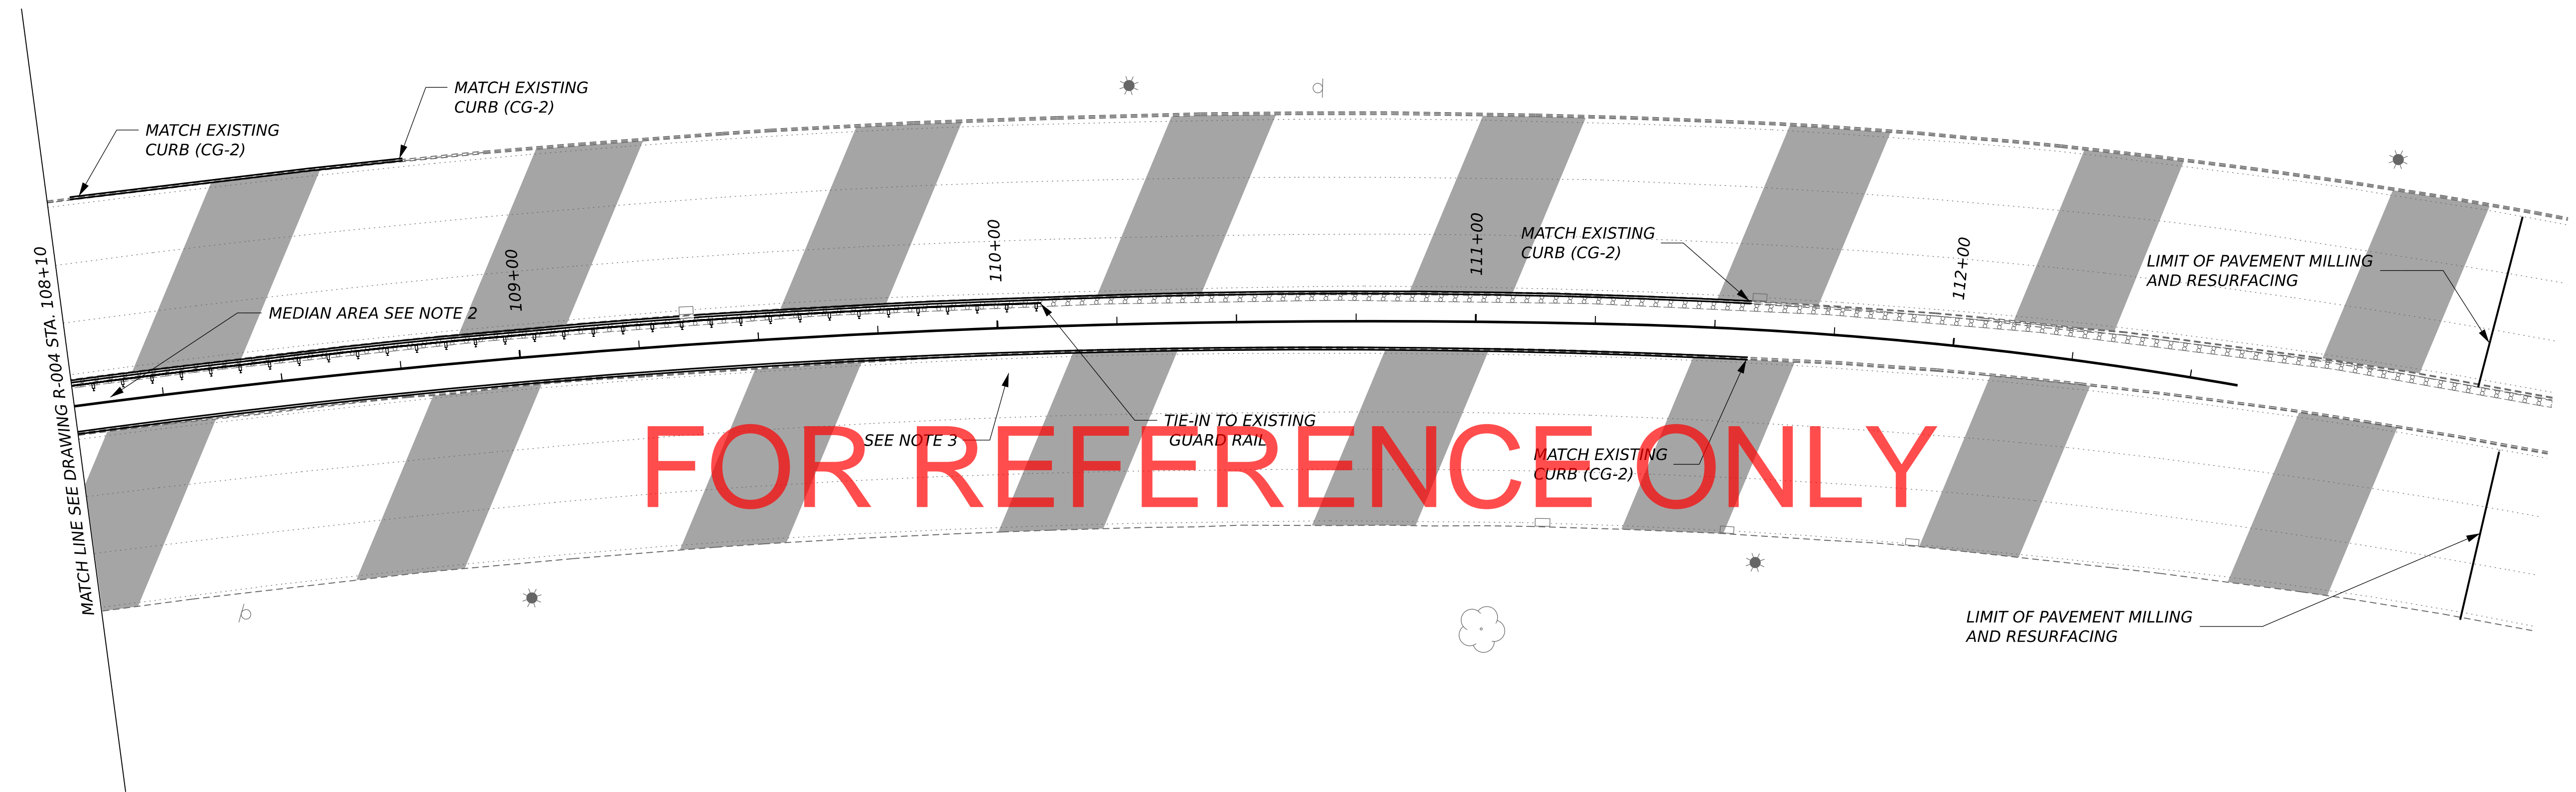 MATCH EXISTING
CURB (CG-2)
MATCH EXISTING
CURB (CG-2)
MATCH LINE SEE DRAWING R-004 STA. 108+10
MEDIAN AREA SEE NOTE 2
109+00
110+00
111+00
MATCH EXISTING
CURB (CG-2)
112+00
LIMIT OF PAVEMENT MILLING
AND RESURFACING
SEE NOTE 3
TIE-IN TO EXISTING
GUARD RAIL
MATCH EXISTING
CURB (CG-2)
FOR REFERENCE ONLY
LIMIT OF PAVEMENT MILLING
AND RESURFACING